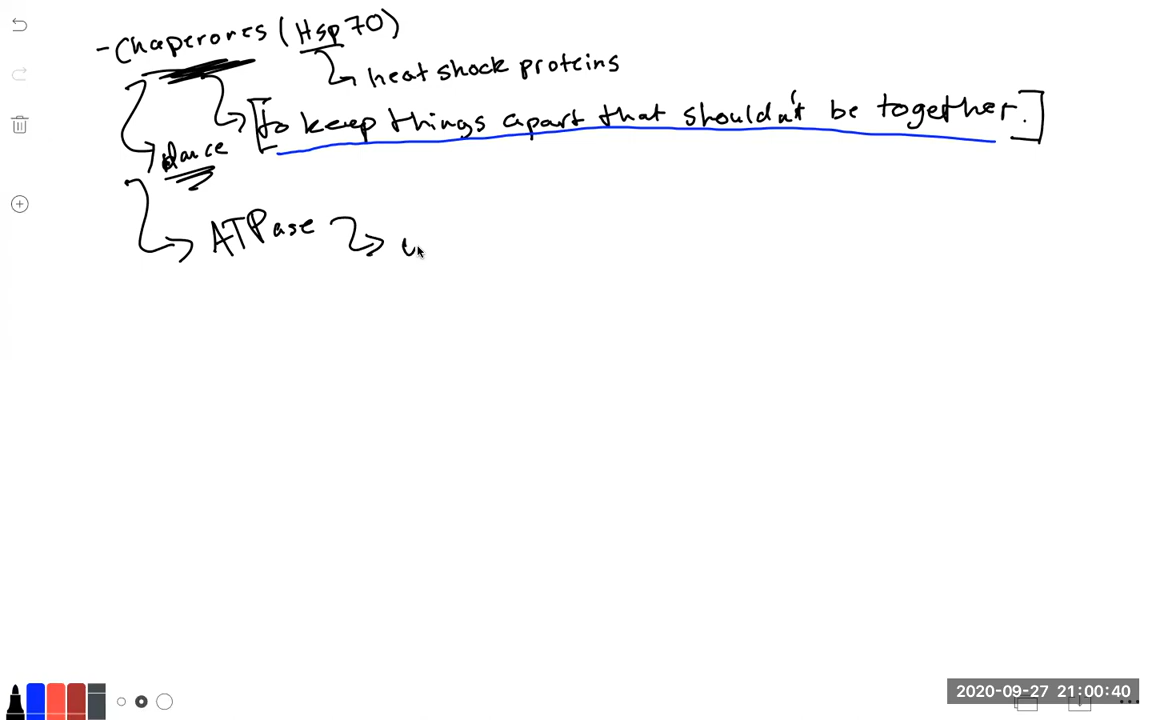 - Chaperones (Hsp70)
heat shock proteins
[to keep things apart that shouldn't be together.]
dance
ATPase
2020-09-27 21:00:40